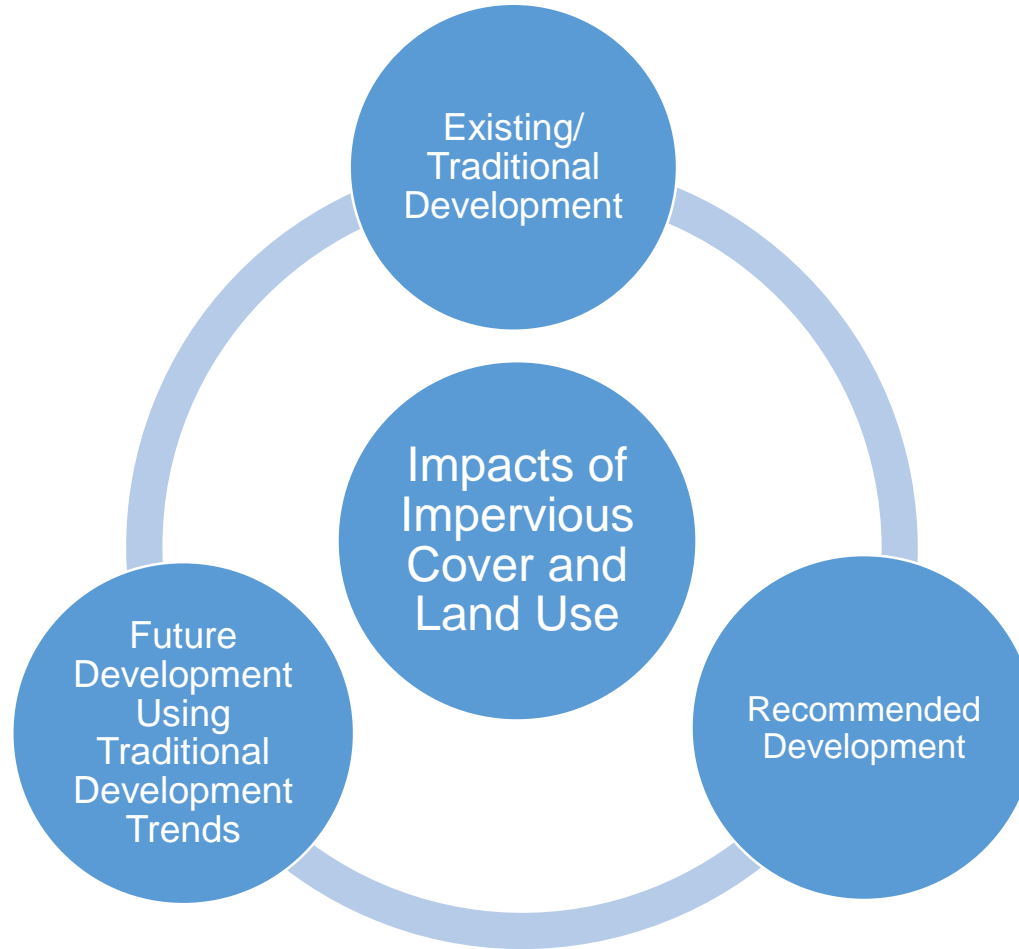 Existing/
Traditional
Development
Impacts of
Impervious
Cover and
Land Use
Future
Development
Using
Traditional
Development
Trends
Recommended
Development